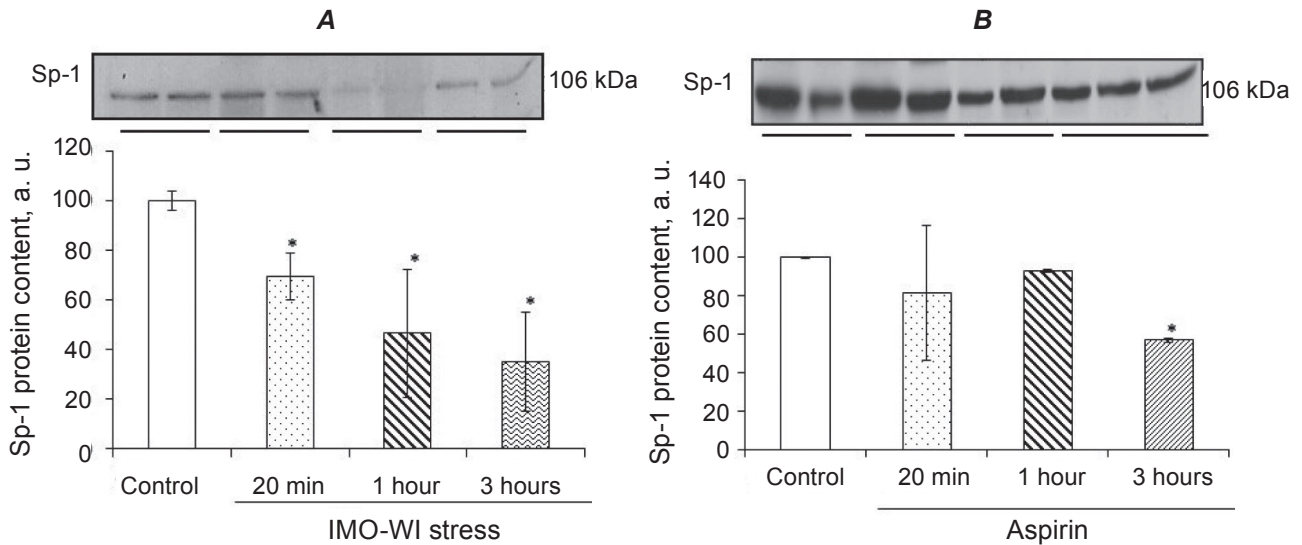 A
Sp-1
106 kDa
Sp-1 protein content, a. u.
120
100
80
60
40
20
0
*
*
*
Control
20 min
1 hour
3 hours
IMO-WI stress
B
Sp-1
106 kDa
Sp-1 protein content, a. u.
140
120
100
80
60
40
20
0
*
Control
20 min
1 hour
3 hours
Aspirin